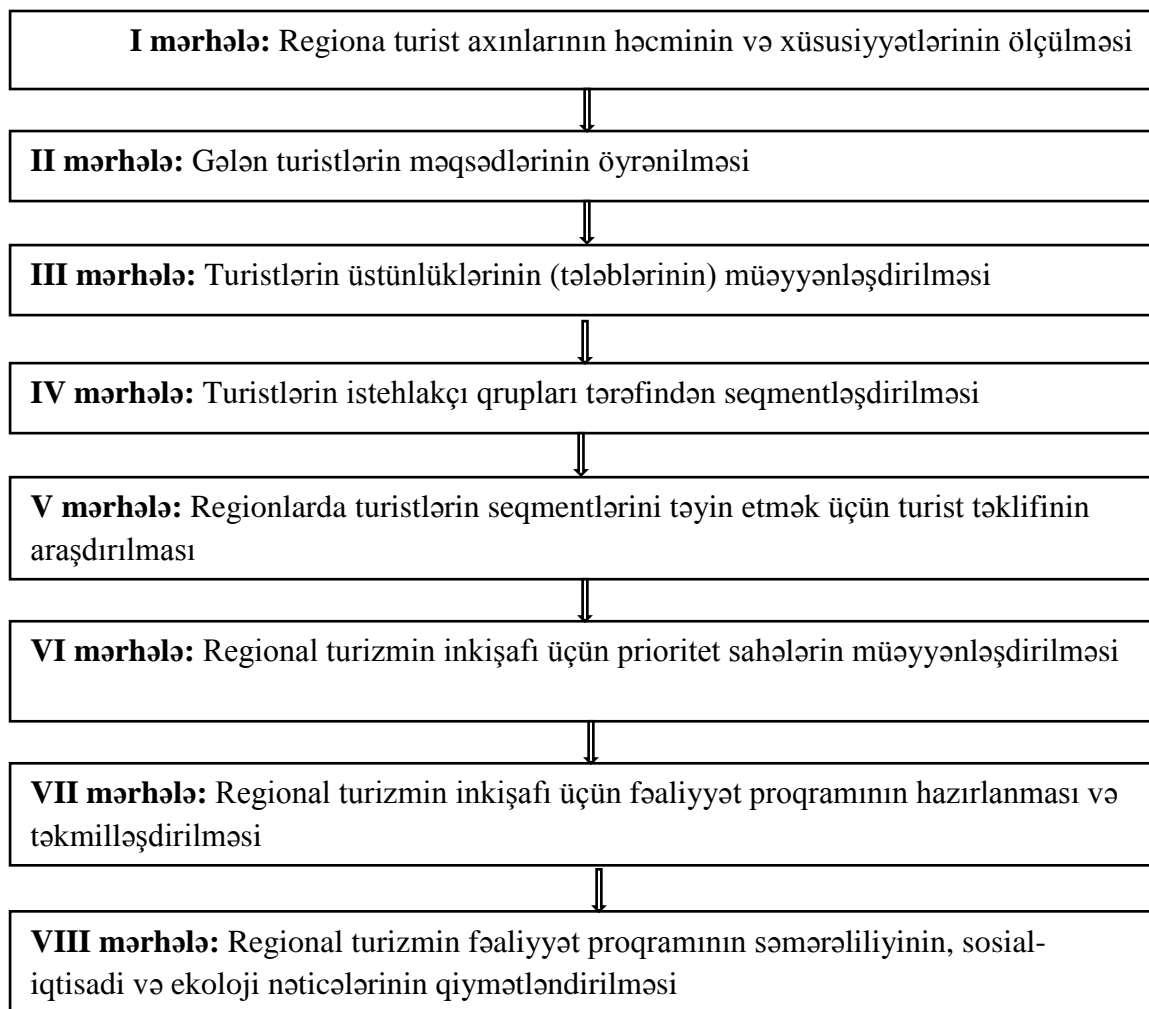 I mərhələ: Regiona turist axınlarının həcminin və xüsusiyyətlərinin ölçülməsi
II mərhələ: Gələn turistlərin məqsədlərinin öyrənilməsi
III mərhələ: Turistlərin üstünlüklərinin (tələblərinin) müəyyənləşdirilməsi
IV mərhələ: Turistlərin istehlakçı qrupları tərəfindən seqmentləşdirilməsi
V mərhələ: Regionlarda turistlərin seqmentlərini təyin etmək üçün turist təklifinin
araşdırılması
VI mərhələ: Regional turizmin inkişafı üçün prioritet sahələrin müəyyənləşdirilməsi
VII mərhələ: Regional turizmin inkişafı üçün fəaliyyət proqramının hazırlanması və
təkmilləşdirilməsi
VIII mərhələ: Regional turizmin fəaliyyət proqramının səmərəliliyinin, sosial-
iqtisadi və ekoloji nəticələrinin qiymətləndirilməsi